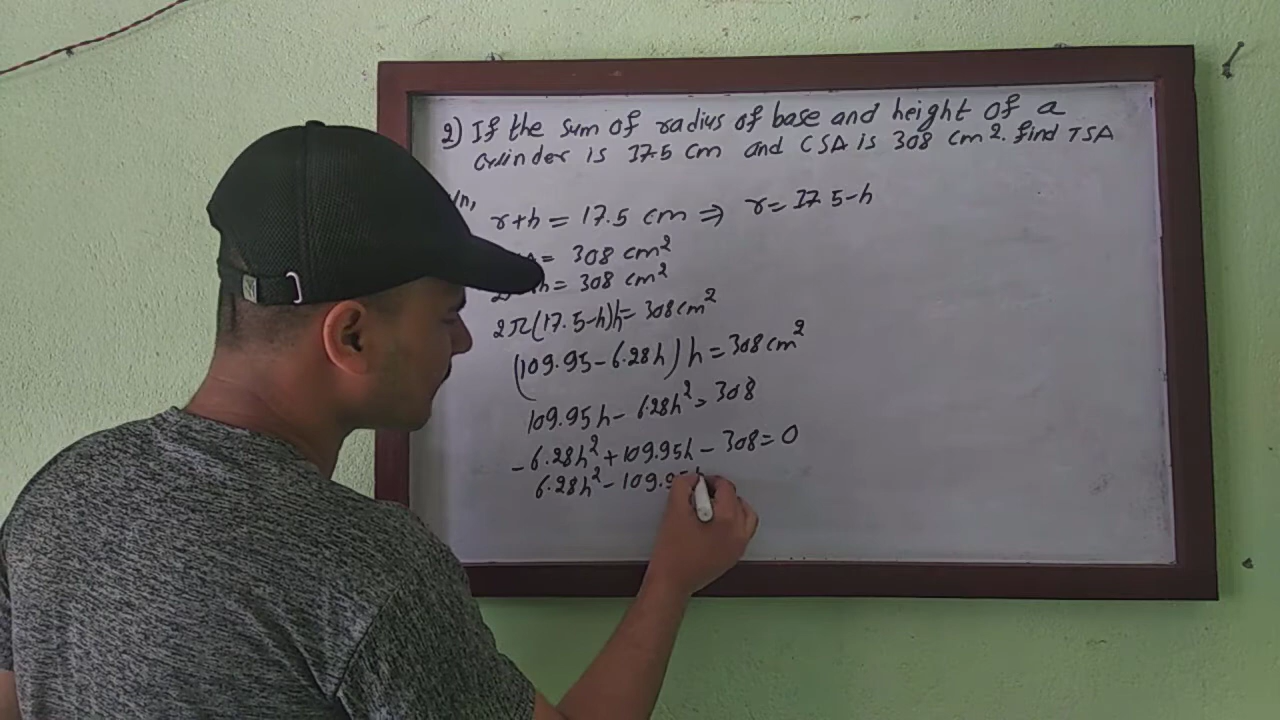 2) If the sum of radius of base and height of a
cylinder is 17.5 cm and CSA is 308 cm². find TSA
r+h = 17.5 cm ⇒ r = 17.5-h
= 308 cm²
h = 308 cm²
2π(17.5-h)h = 308 cm²
(109.95 - 6.28h) h = 308 cm²
109.95h - 6.28h² = 308
-6.28h² + 109.95h - 308 = 0
6.28h² - 109.95h